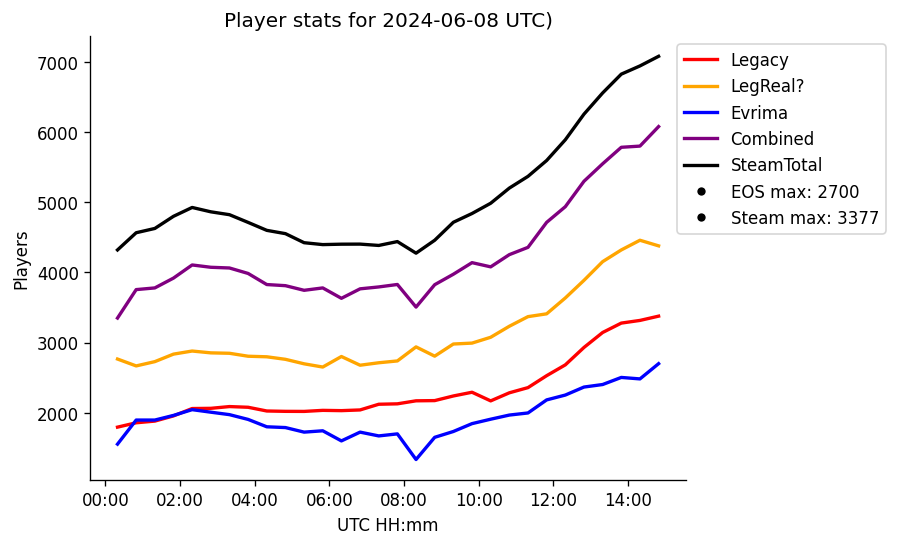 Player stats for 2024-06-08 UTC)
7000
6000
5000
4000
3000
2000
Players
00:00 02:00 04:00 06:00 08:00 10:00 12:00 14:00
UTC HH:mm
Legacy
LegReal?
Evrima
Combined
SteamTotal
EOS max: 2700
Steam max: 3377